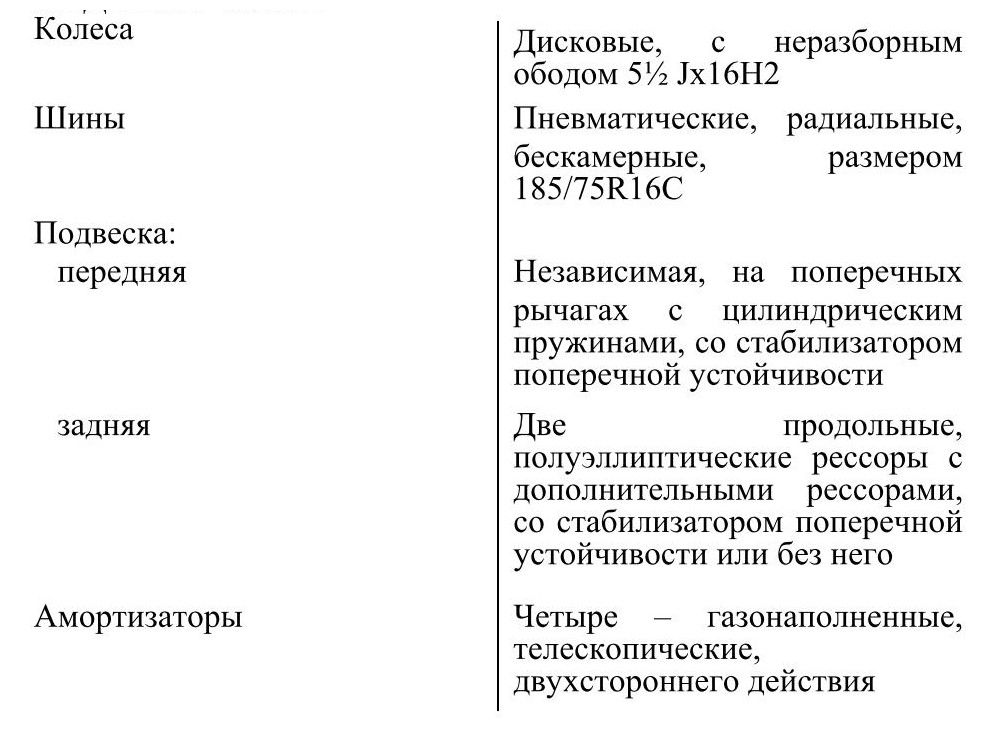 Колеса
Дисковые, с неразборным
ободом 5½ Jx16H2
Шины
Пневматические, радиальные,
бескамерные, размером
185/75R16C
Подвеска:
передняя
Независимая, на поперечных
рычагах с цилиндрическим
пружинами, со стабилизатором
поперечной устойчивости
задняя
Две продольные,
полуэллиптические рессоры с
дополнительными рессорами,
со стабилизатором поперечной
устойчивости или без него
Амортизаторы
Четыре – газонаполненные,
телескопические,
двухстороннего действия